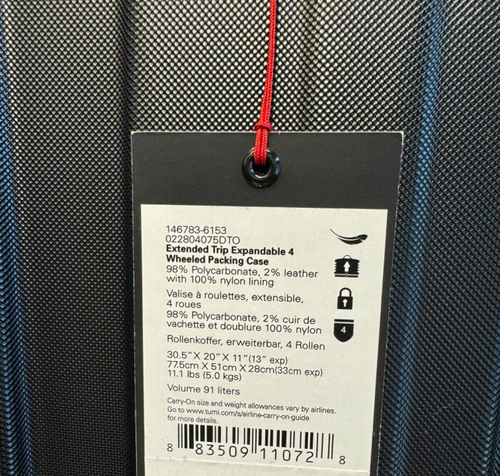 146783-6153
022804075DTO
Extended Trip Expandable 4
Wheeled Packing Case
98% Polycarbonate, 2% leather
with 100% nylon lining
Valise à roulettes, extensible,
4 roues
98% Polycarbonate, 2% cuir de
vachette et doublure 100% nylon
Rollenkoffer, erweiterbar, 4 Rollen
30.5" X 20" X 11"(13" exp)
77.5cm X 51cm X 28cm(33cm exp)
11.1 lbs (5.0 kgs)
Volume 91 liters
Carry-On size and weight allowances vary by airlines.
Go to www.tumi.com/s/airline-carry-on-guide
for more details.
8 83509 11072 8
4